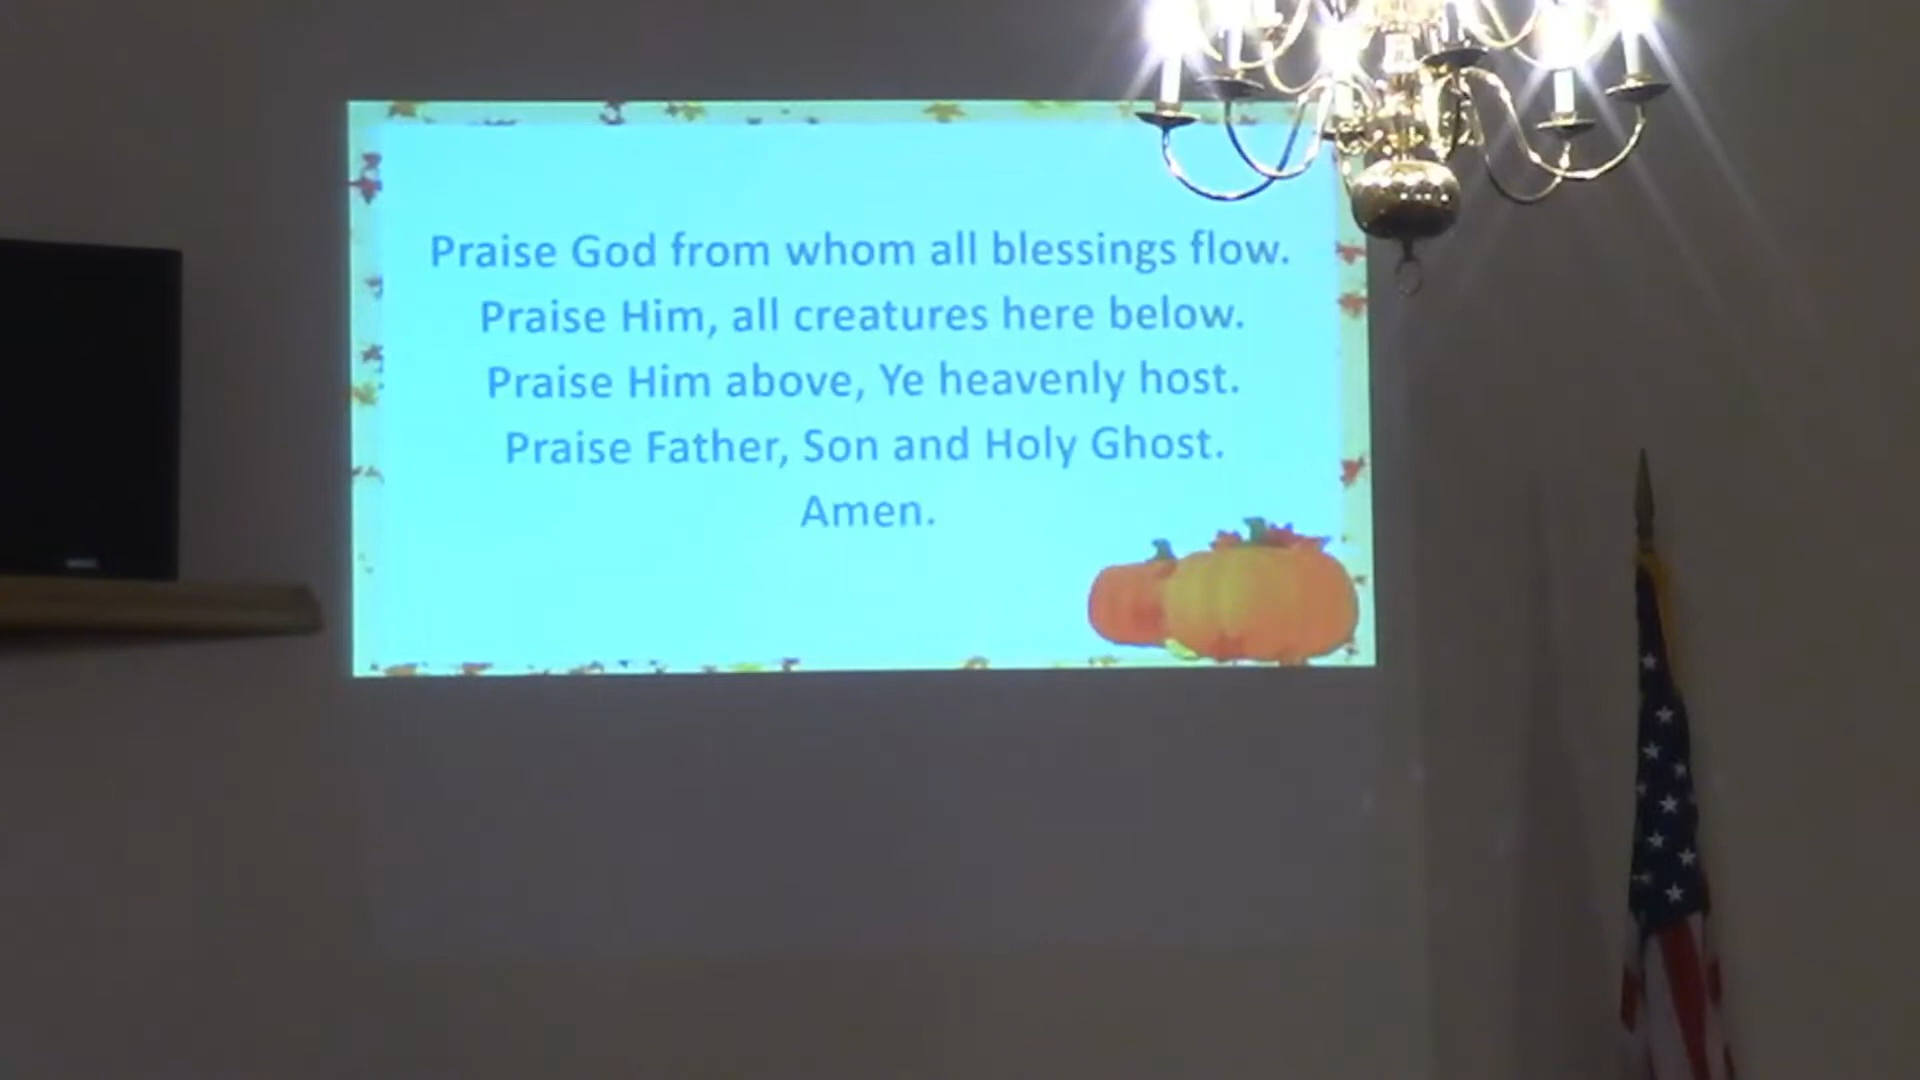 Praise God from whom all blessings flow.
Praise Him, all creatures here below.
Praise Him above, Ye heavenly host.
Praise Father, Son and Holy Ghost.
Amen.